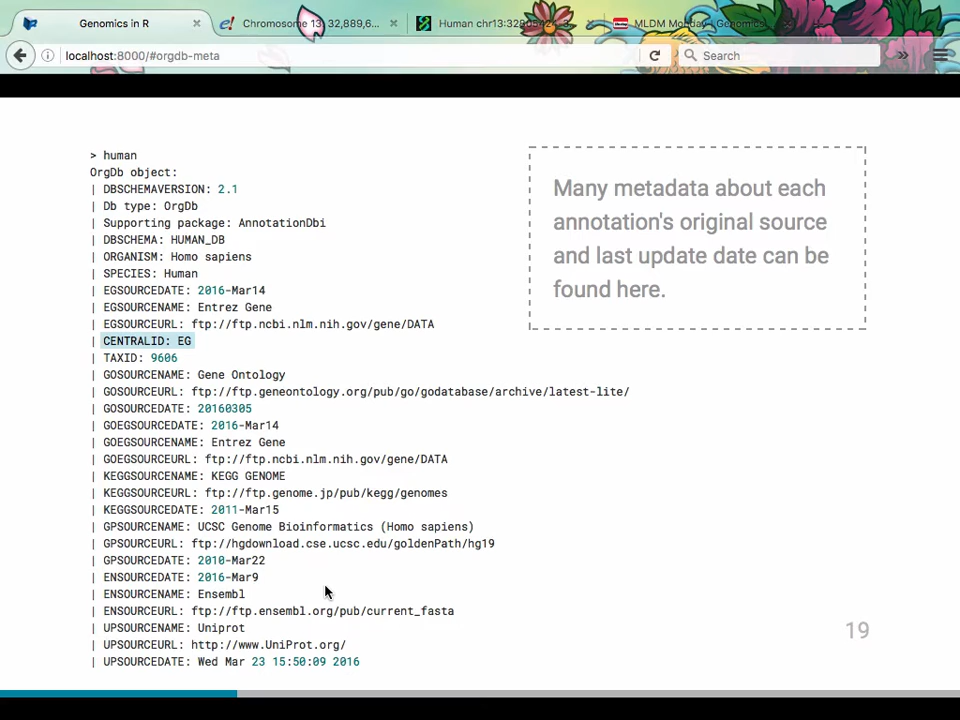 Genomics in R
Chromosome 13: 32,889,6...
Human
MLDM Monday
localhost:8000/#orgdb-meta
Search
> human
OrgDb object:
| DBSCHEMAVERSION: 2.1
| Db type: OrgDb
| Supporting package: AnnotationDbi
| DBSCHEMA: HUMAN_DB
| ORGANISM: Homo sapiens
| SPECIES: Human
| EGSOURCEDATE: 2016-Mar14
| EGSOURCENAME: Entrez Gene
| EGSOURCEURL: ftp://ftp.ncbi.nlm.nih.gov/gene/DATA
| CENTRALID: EG
| TAXID: 9606
| GOSOURCENAME: Gene Ontology
| GOSOURCEURL: ftp://ftp.geneontology.org/pub/go/godatabase/archive/latest-lite/
| GOSOURCEDATE: 20160305
| GOEGSOURCEDATE: 2016-Mar14
| GOEGSOURCENAME: Entrez Gene
| GOEGSOURCEURL: ftp://ftp.ncbi.nlm.nih.gov/gene/DATA
| KEGGSOURCENAME: KEGG GENOME
| KEGGSOURCEURL: ftp://ftp.genome.jp/pub/kegg/genomes
| KEGGSOURCEDATE: 2011-Mar15
| GPSOURCENAME: UCSC Genome Bioinformatics (Homo sapiens)
| GPSOURCEURL: ftp://hgdownload.cse.ucsc.edu/goldenPath/hg19
| GPSOURCEDATE: 2010-Mar22
| ENSOURCEDATE: 2016-Mar9
| ENSOURCENAME: Ensembl
| ENSOURCEURL: ftp://ftp.ensembl.org/pub/current_fasta
| UPSOURCENAME: Uniprot
| UPSOURCEURL: http://www.UniProt.org/
| UPSOURCEDATE: Wed Mar 23 15:50:09 2016
Many metadata about each
annotation's original source
and last update date can be
found here.
19